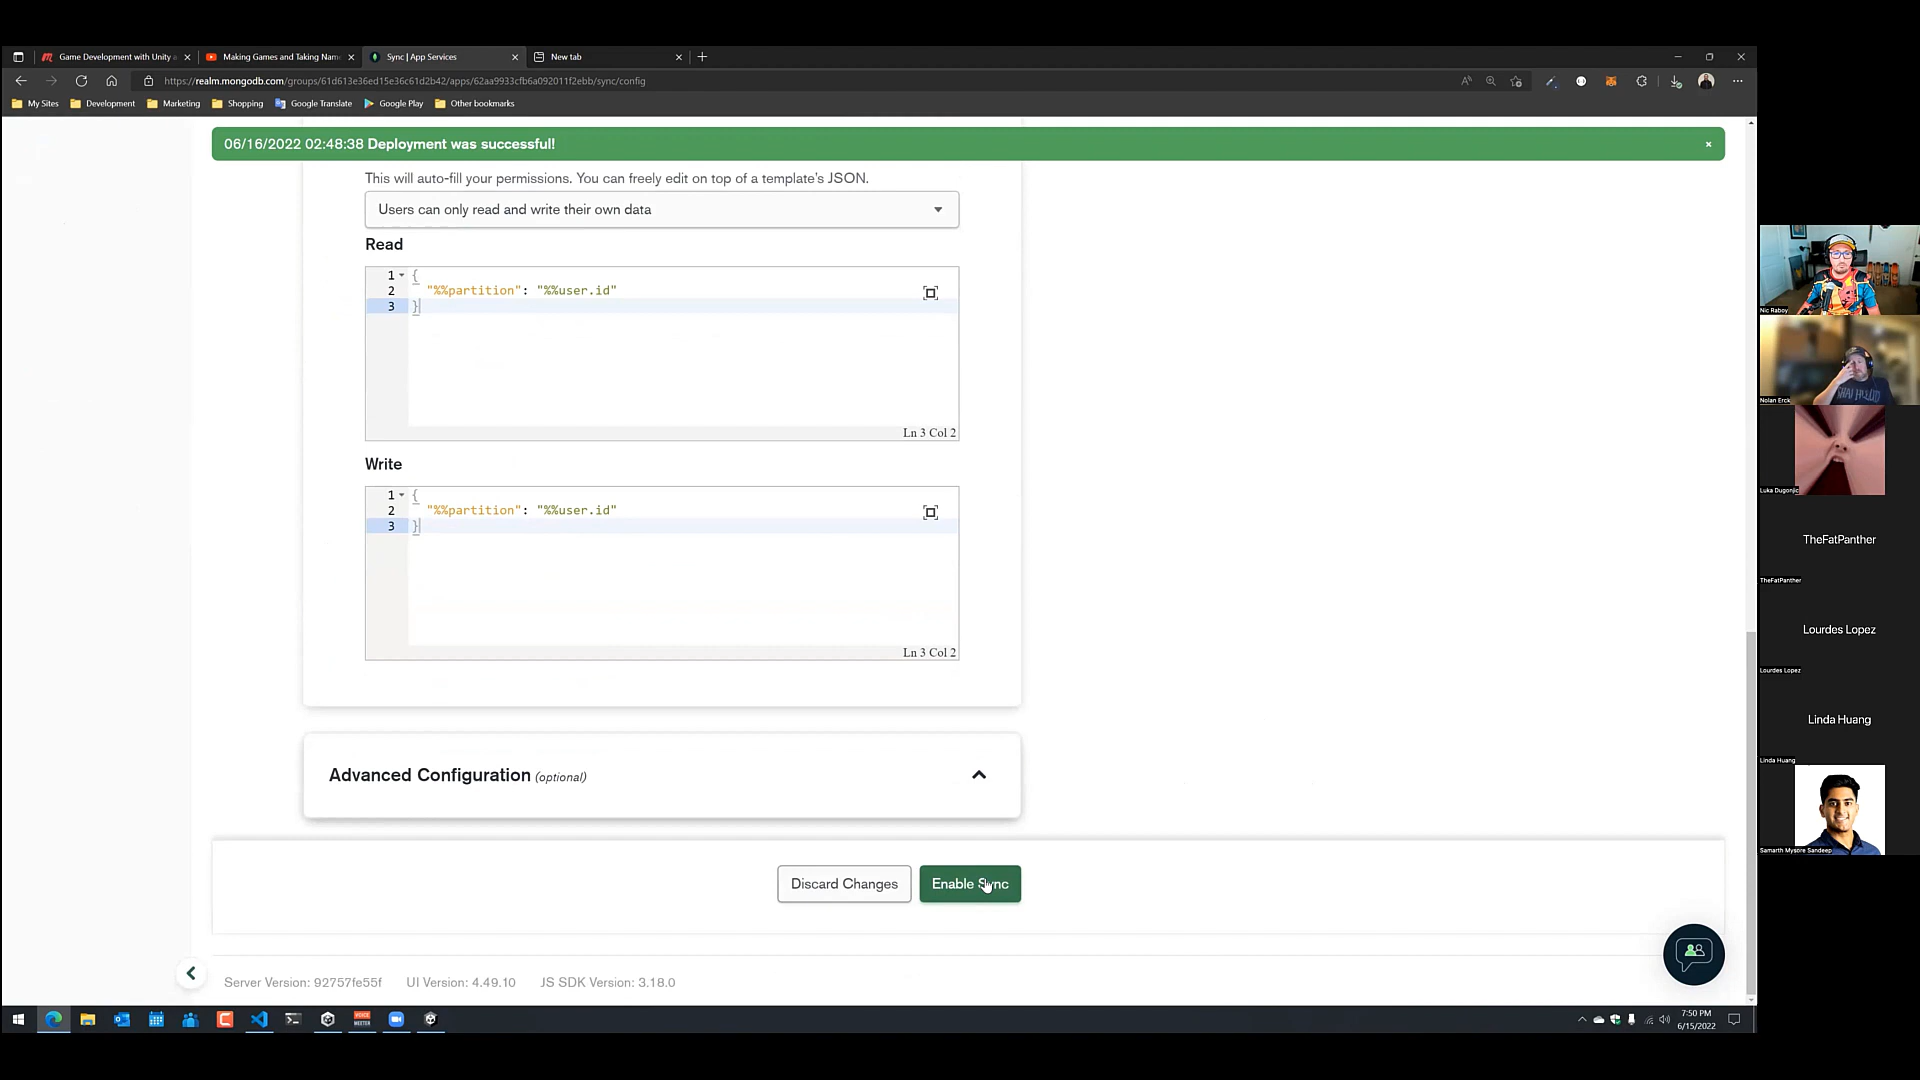 Game Development with Unity a
Making Games and Taking Nam
Sync | App Services
New tab
https://realm.mongodb.com/groups/61d613e36ed15e36c61d2b42/apps/62aa9933cfb6a092011f2ebb/sync/config
My Sites
Development
Marketing
Shopping
Google Translate
Google Play
Other bookmarks
06/16/2022 02:48:38 Deployment was successful!
This will auto-fill your permissions. You can freely edit on top of a template's JSON.
Users can only read and write their own data
Read
1 {
2 "%%partition": "%%user.id"
3 }
Ln 3 Col 2
Write
1 {
2 "%%partition": "%%user.id"
3 }
Ln 3 Col 2
Advanced Configuration (optional)
Discard Changes
Enable Sync
Server Version: 92757fe55f
UI Version: 4.49.10
JS SDK Version: 3.18.0
7:50 PM
6/15/2022
Nic Raboy
Nolan Erck
Luka Dugonjic
TheFatPanther
TheFatPanther
Lourdes Lopez
Lourdes Lopez
Linda Huang
Linda Huang
Samarth Mysore Sandeep